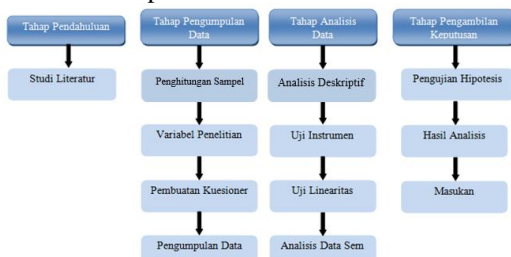 Tahap Pendahuluan
Tahap Pengumpulan
Data
Tahap Analisis
Data
Tahap Pengambilan
Keputusan
Studi Literatur
Penghitungan Sampel
Analisis Deskriptif
Pengujian Hipotesis
Variabel Penelitian
Uji Instrumen
Hasil Analisis
Pembuatan Kuesioner
Uji Linearitas
Masukan
Pengumpulan Data
Analisis Data Sem